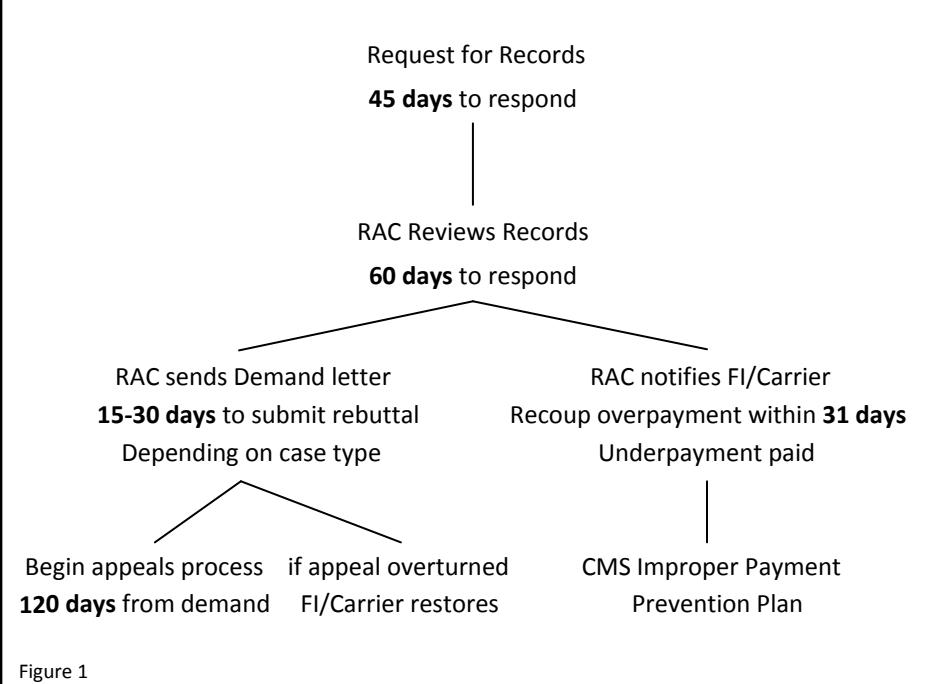 Request for Records
45 days to respond
RAC Reviews Records
60 days to respond
RAC sends Demand letter
15-30 days to submit rebuttal
Depending on case type
RAC notifies FI/Carrier
Recoup overpayment within 31 days
Underpayment paid
Begin appeals process
120 days from demand
if appeal overturned
FI/Carrier restores
CMS Improper Payment
Prevention Plan
Figure 1